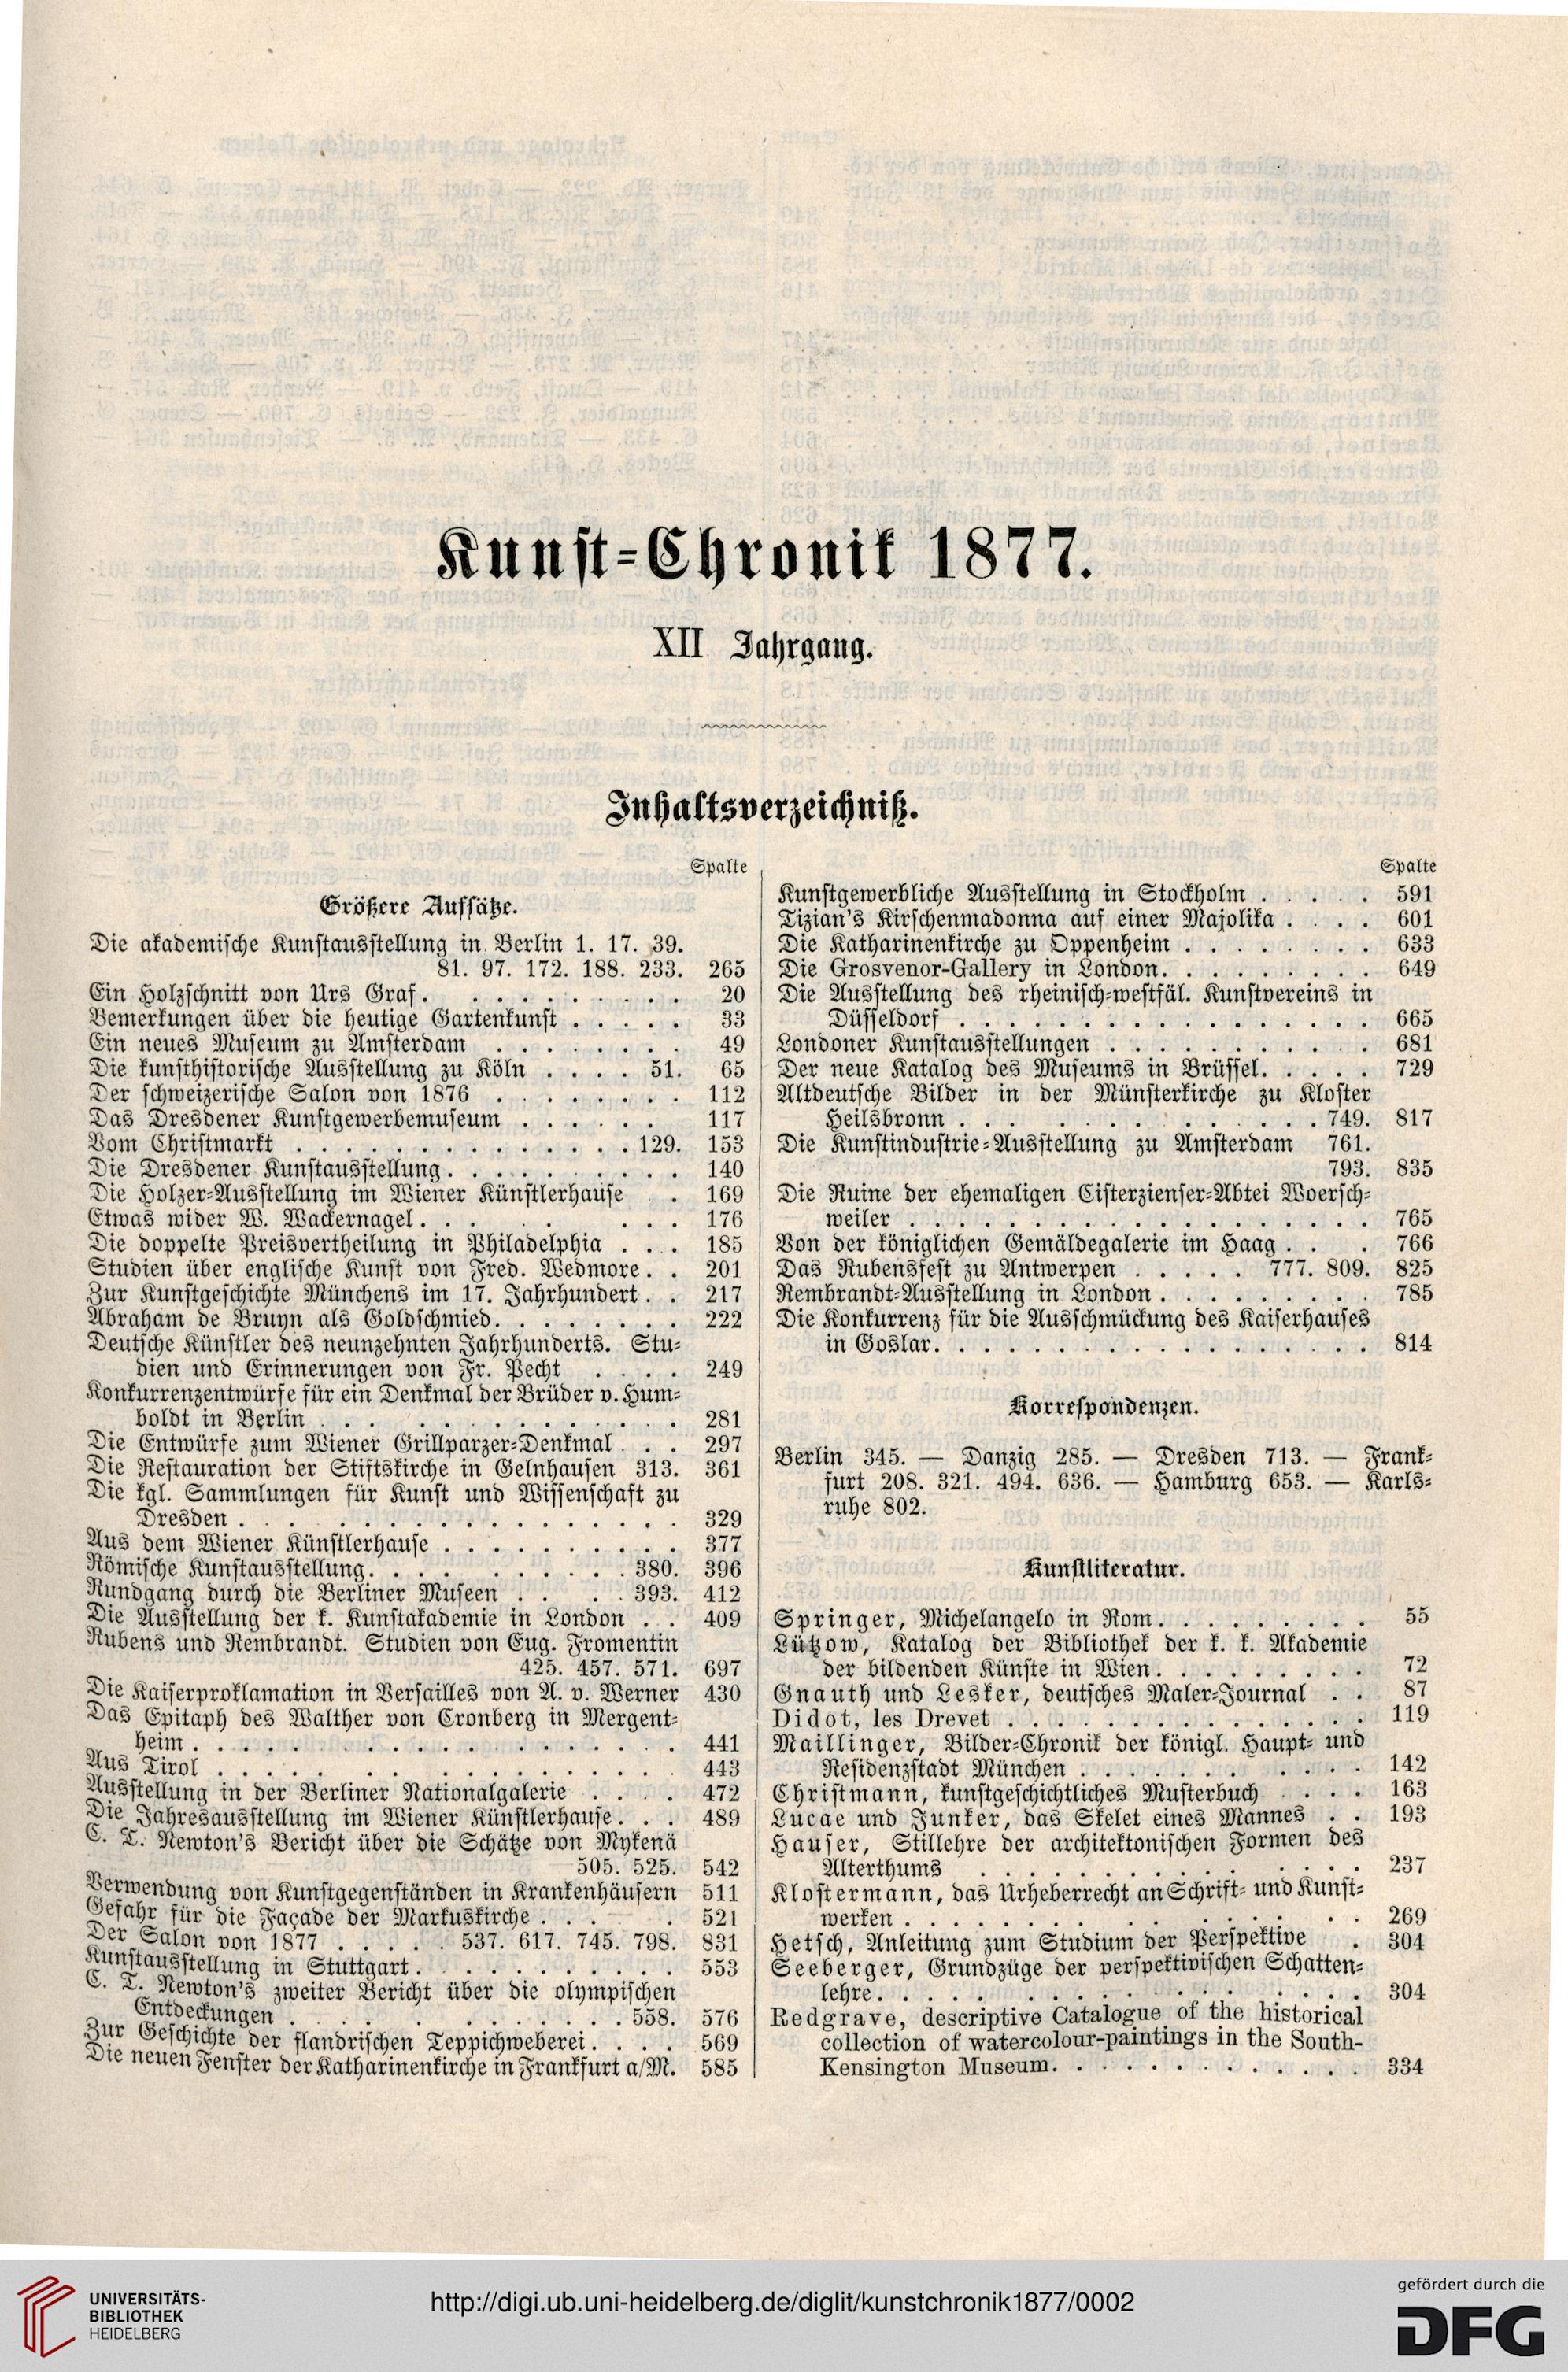 Kunst-Chronik 1877.
XII Jahrgang.
Inhaltsverzeichniß.
Spalte
Größere Aufsätze.
Die akademische Kunstausstellung in Berlin 1. 17. 39.
81. 97. 172. 188. 233. 265
Ein Holzschnitt von Urs Graf. . . . . . . . . . 20
Bemerkungen über die heutige Gartenkunst . . . . . 33
Ein neues Museum zu Amsterdam . . . . . . . . 49
Die kunsthistorische Ausstellung zu Köln . . . . 51. 65
Der schweizerische Salon von 1876 . . . . . . . . 112
Das Dresdener Kunstgewerbemuseum . . . . . . 117
Vom Christmarkt . . . . . . . . . . . . . 129. 153
Die Dresdener Kunstausstellung. . . . . . . . . . 140
Die Holzer-Ausstellung im Wiener Künstlerhause . 169
Etwas wider W. Wackernagel. . . . . . . . 176
Die doppelte Preisvertheilung in Philadelphia . . . 185
Studien über englische Kunst von Fred. Wedmore. . 201
Zur Kunstgeschichte Münchens im 17. Jahrhundert. . 217
Abraham de Bruyn als Goldschmied. . . . . . . . 222
Deutsche Künstler des neunzehnten Jahrhunderts. Stu-
dien und Erinnerungen von Fr. Pecht . . . . 249
Konkurrenzentwürfe für ein Denkmal der Brüder v. Hum-
boldt in Berlin . . . . . . . . . . . . . . 281
Die Entwürfe zum Wiener Grillparzer-Denkmal . . . 297
Die Restauration der Stiftskirche in Gelnhausen 313. 361
Die kgl. Sammlungen für Kunst und Wissenschaft zu
Dresden . . . . . . . . . . . . . . . . . 329
Aus dem Wiener Künstlerhause . . . . . . . . . . 377
Römische Kunstausstellung. . . . . . . . . . . 380. 396
Rundgang durch die Berliner Museen . . . . . 393. 412
Die Ausstellung der k. Kunstakademie in London . . 409
Rubens und Rembrandt. Studien von Eug. Fromentin
425. 457. 571. 697
Die Kaiserproklamation in Versailles von A. v. Werner 430
Das Epitaph des Walther von Cronberg in Mergent-
heim . . . . . . . . . . . . . . . . . . . 441
Aus Tirol . . . . . . . . . . . . . . . . . . . 443
Ausstellung in der Berliner Nationalgalerie . . . . 472
Die Jahresausstellung im Wiener Künstlerhause. . . 489
C. T. Newton's Bericht über die Schätze von Mykenä
505. 525. 542
Verwendung von Kunstgegenständen in Krankenhäusern 511
Gefahr für die Façade der Markuskirche . . . . 521
Der Salon von 1877 . . . . . 537. 617. 745. 798. 831
Kunstausstellung in Stuttgart. . . . . . . . . . . 553
C. T. Newton's zweiter Bericht über die olympischen
Entdeckungen . . . . . . . . . . . . . . 558. 576
Zur Geschichte der flandrischen Teppichweberei. . . . 569
Die neuen Fenster der Katharinenkirche in Frankfurt a/M. 585
Spalte
Kunstgewerbliche Ausstellung in Stockholm . . . . . 591
Tizian's Kirschenmadonna auf einer Majolika . . . . 601
Die Katharinenkirche zu Oppenheim . . . . . . . . 633
Die Grosvenor-Gallery in London. . . . . . . . . 649
Die Ausstellung des rheinisch-westfäl. Kunstvereins in
Düsseldorf . . . . . . . . . . . . . . . . 665
Londoner Kunstausstellungen . . . . . . . . . . . 681
Der neue Katalog des Museums in Brüssel. . . . . 729
Altdeutsche Bilder in der Münsterkirche zu Kloster
Heilsbronn . . . . . . . . . . . . . . 749. 817
Die Kunstindustrie-Ausstellung zu Amsterdam 761.
793. 835
Die Ruine der ehemaligen Cisterzienser-Abtei Woersch-
weiler . . . . . . . . . . . . . . . . . . 765
Von der königlichen Gemäldegalerie im Haag . . . . 766
Das Rubensfest zu Antwerpen . . . . . 777. 809. 825
Rembrandt-Ausstellung in London . . . . . . . . . 785
Die Konkurrenz für die Ausschmückung des Kaiserhauses
in Goslar. . . . . . . . . . . . . . . . . . 814
Korrespondenzen.
Berlin 345. — Danzig 285. — Dresden 713. — Frank-
furt 208. 321. 494. 636. — Hamburg 653. — Karls-
ruhe 802.
Kunstliteratur.
Springer, Michelangelo in Rom. . . . . . . . . 55
Lützow, Katalog der Bibliothek der k. k. Akademie
der bildenden Künste in Wien. . . . . . . . . 72
Gnauth und Lesker, deutsches Maler-Journal . . 87
Didot, les Drevet . . . . . . . . . . . . . . . 119
Maillinger, Bilder-Chronik der königl. Haupt- und
Residenzstadt München . . . . . . . . . . . 142
Christmann, kunstgeschichtliches Musterbuch . . . . 163
Lucae und Junker, das Skelet eines Mannes . . 193
Hauser, Stillehre der architektonischen Formen des
Alterthums . . . . . . . . . . . . . . . 237
Klostermann, das Urheberrecht an Schrift- und Kunst-
werken . . . . . . . . . . . . . . . . . . 269
Hetsch, Anleitung zum Studium der Perspektive . 304
Seeberger, Grundzüge der perspektivischen Schatten-
lehre. . . . . . . . . . . . . . . . . . . 304
Redgrave, descriptive Catalogue of the historical
collection of watercolour-paintings in the South-
Kensington Museum. . . . . . . . . . . . . 334
UNIVERSITÄTS-
BIBLIOTHEK
HEIDELBERG
http://digi.ub.uni-heidelberg.de/diglit/kunstchronik1877/0002
gefördert durch die
DFG